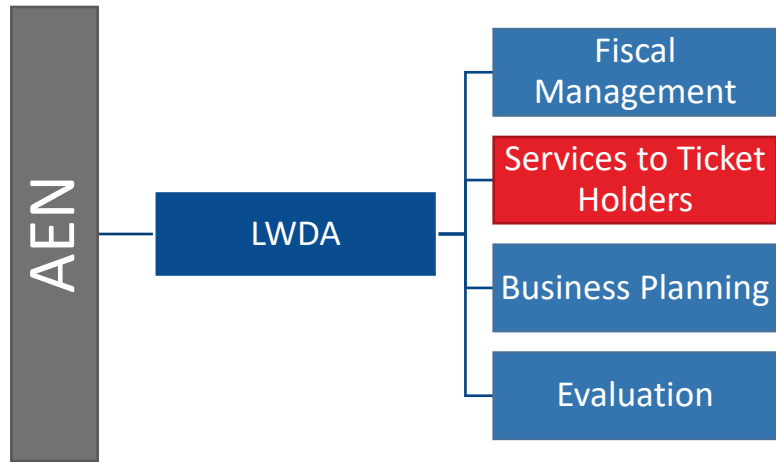 AEN
LWDA
Fiscal
Management
Services to Ticket
Holders
Business Planning
Evaluation